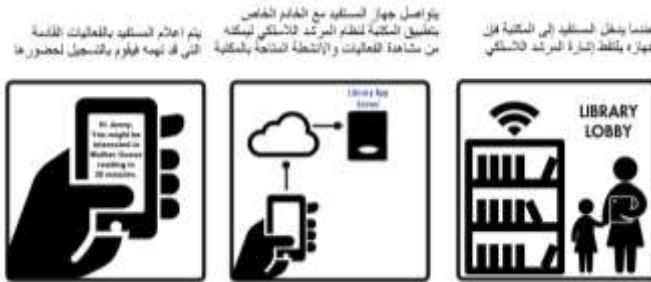 عندما يدخل المستفيد إلى المكتبة فإن
جهازه يلتقط إشارة المرشد اللاسلكي
يتواصل جهاز المستفيد مع الخادم الخاص
بتطبيق المكتبة لنظام المرشد اللاسلكي ليمكنه
من مشاهدة الفعاليات والأنشطة المتاحة بالمكتبة
يتم اعلام المستفيد بالفعاليات القادمة
التي قد تهمه فيقوم بالتسجيل لحضورها
LIBRARY
LOBBY
Library App
Server
Hi Jenny,
You might be
interested in
Mother Goose
reading in
20 minutes.